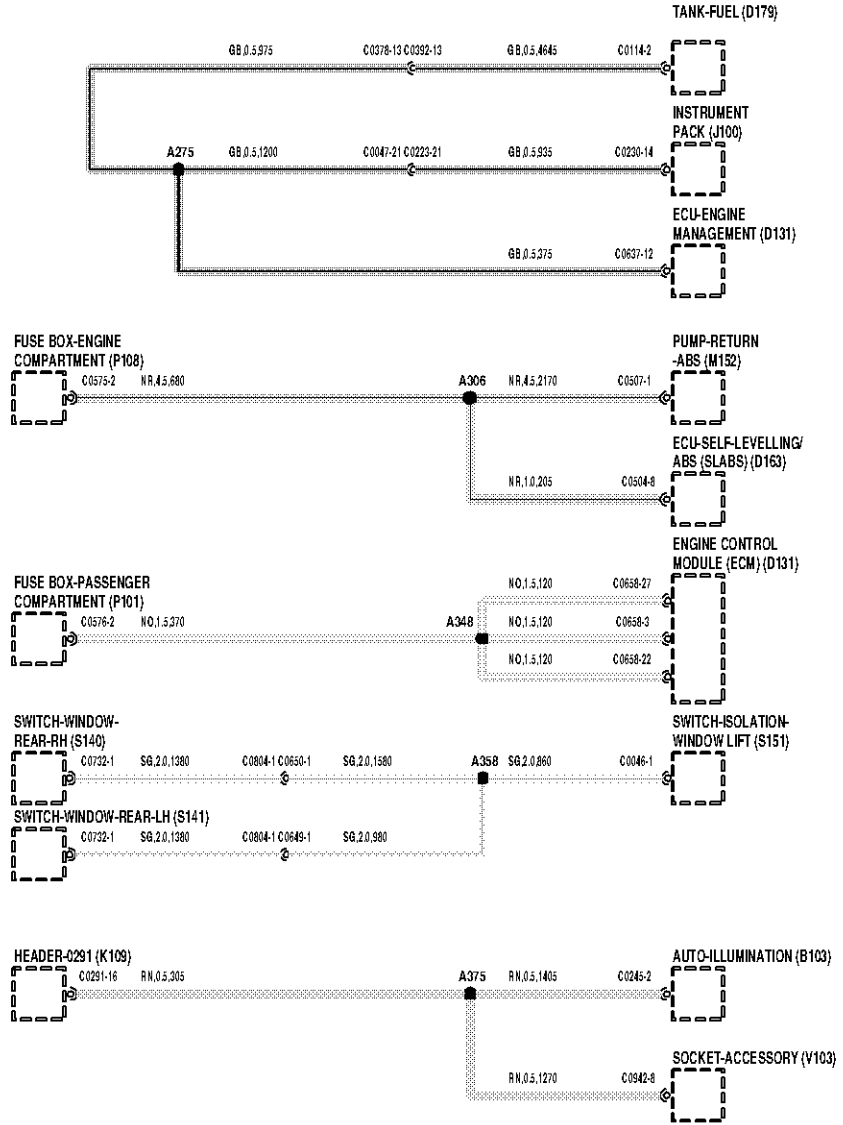 TANK-FUEL (D179)
GB,0.5,975
C0378-13 C0392-13
GB,0.5,4645
C0114-2
INSTRUMENT
PACK (J100)
A275
GB,0.5,1200
C0047-21 C0223-21
GB,0.5,935
C0230-14
ECU-ENGINE
MANAGEMENT (D131)
GB,0.5,375
C0637-12
FUSE BOX-ENGINE
COMPARTMENT (P108)
PUMP-RETURN
-ABS (M152)
C0575-2
NR,4.5,680
A306
NR,4.5,2170
C0507-1
ECU-SELF-LEVELLING/
ABS (SLABS) (D163)
NR,1.0,205
C0504-8
ENGINE CONTROL
MODULE (ECM) (D131)
FUSE BOX-PASSENGER
COMPARTMENT (P101)
NO,1.5,120
C0658-27
C0576-2
NO,1.5,370
A348
NO,1.5,120
C0658-3
NO,1.5,120
C0658-22
SWITCH-WINDOW-
REAR-RH (S140)
SWITCH-ISOLATION-
WINDOW LIFT (S151)
C0732-1
SG,2.0,1380
C0804-1 C0650-1
SG,2.0,1580
A358
SG,2.0,860
C0046-1
SWITCH-WINDOW-REAR-LH (S141)
C0732-1
SG,2.0,1380
C0804-1 C0649-1
SG,2.0,980
HEADER-0291 (K109)
AUTO-ILLUMINATION (B103)
C0291-16
RN,0.5,305
A375
RN,0.5,1405
C0245-2
SOCKET-ACCESSORY (V103)
RN,0.5,1270
C0942-8